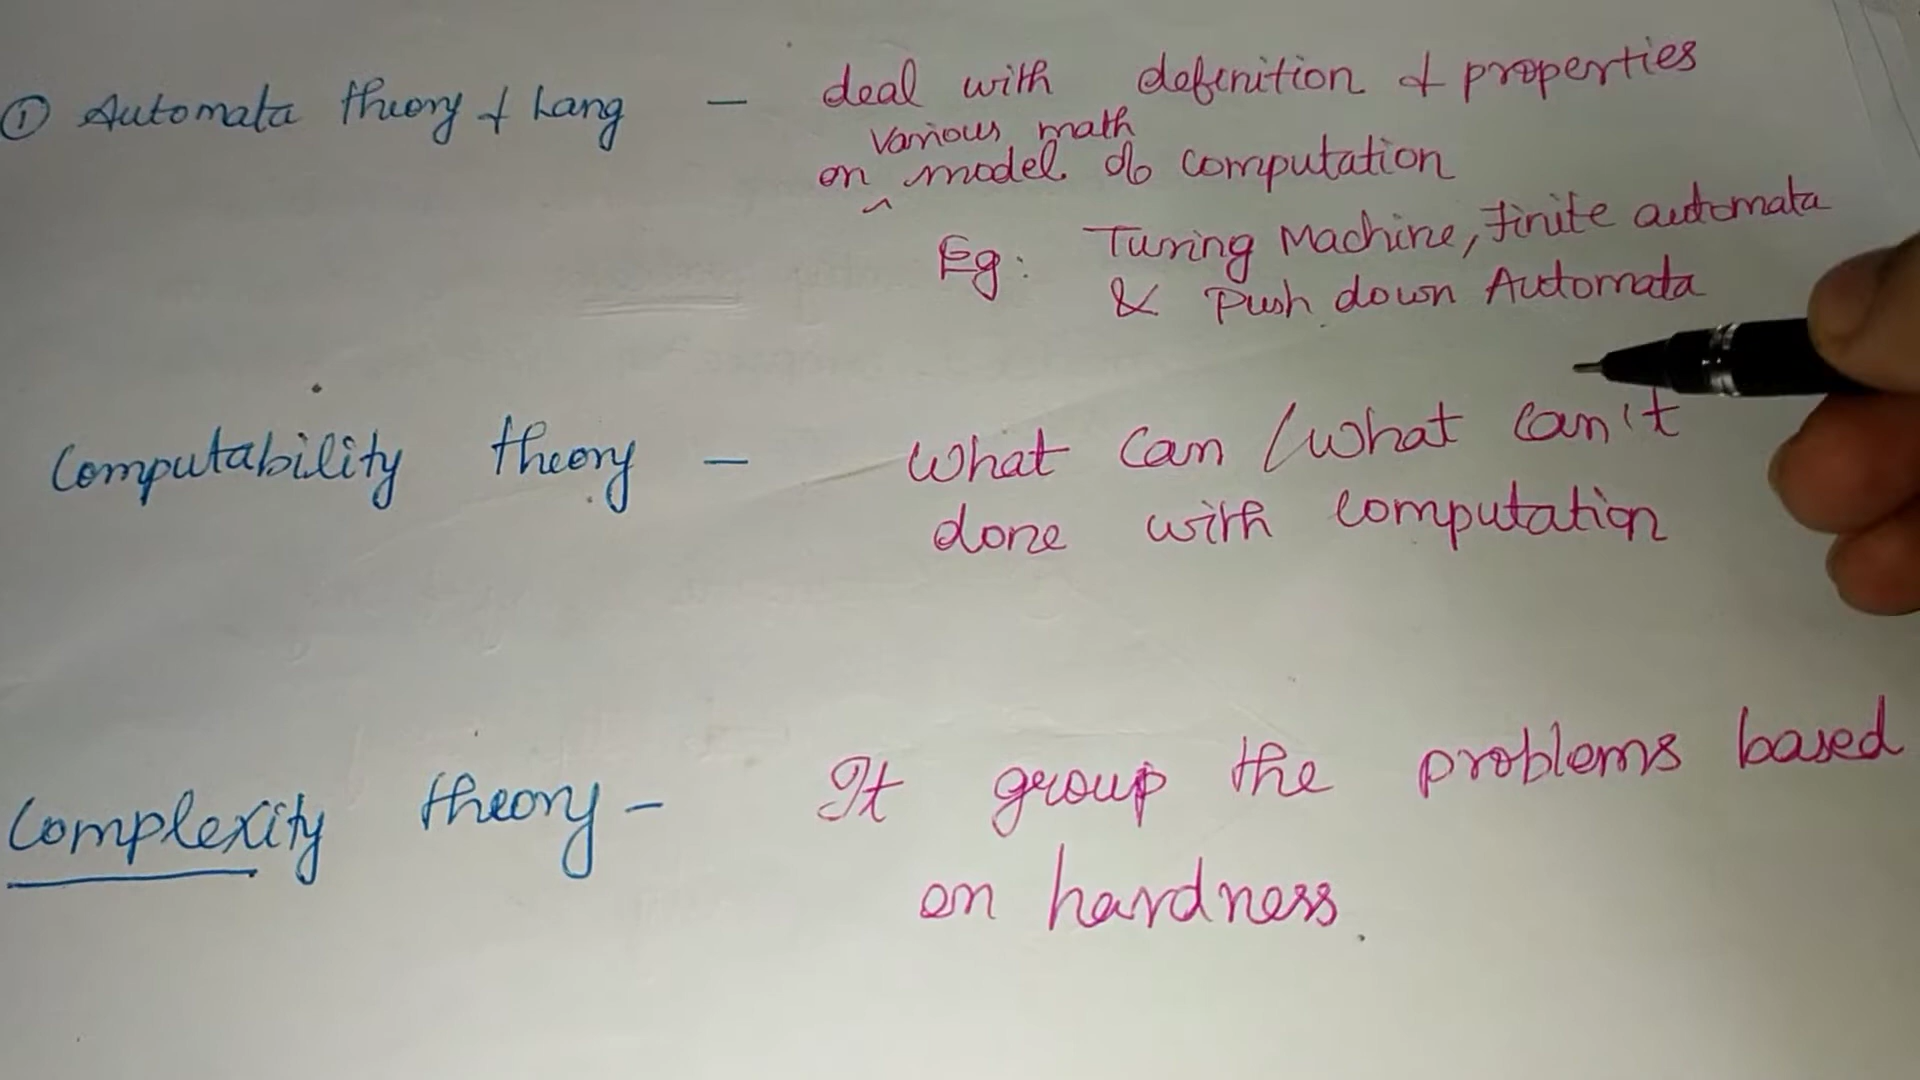 ① Automata theory & Lang — deal with definition & properties
various math
on ^ model of computation
Eg: Turing Machine, finite automata
& Push down Automata
Computability theory — What can / what can't
done with computation
Complexity theory — It group the problems based
on hardness.